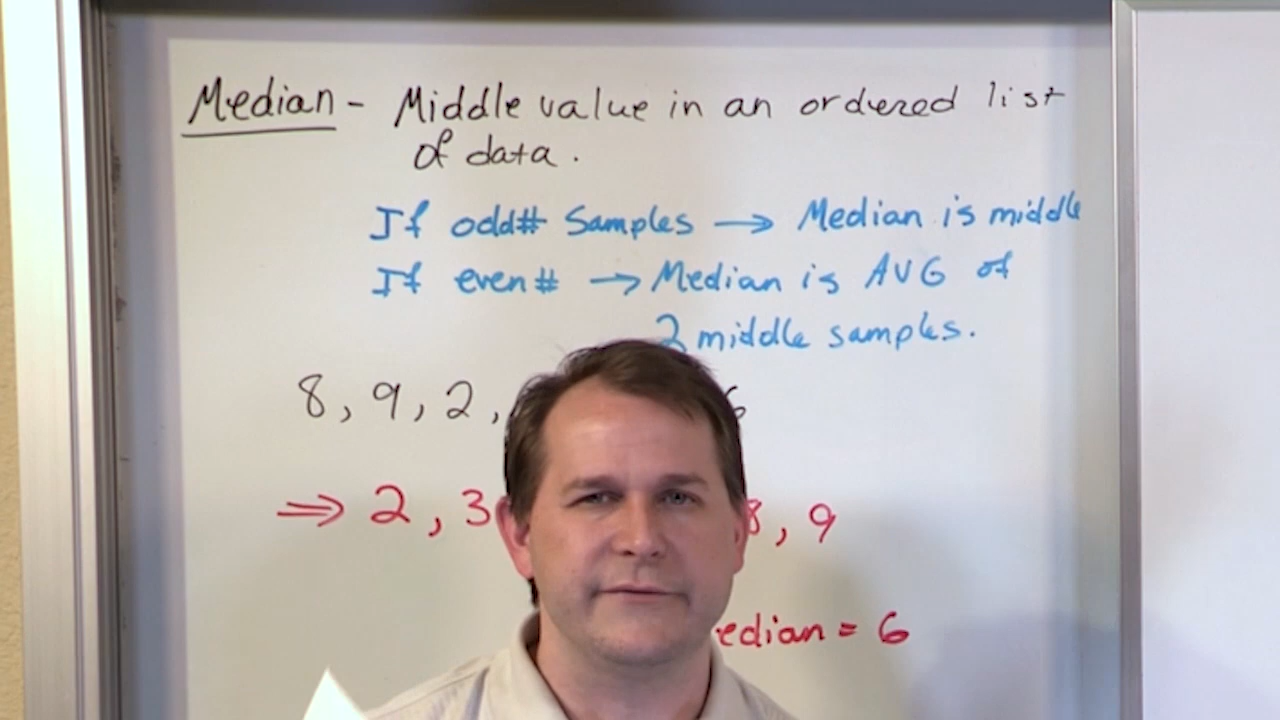 Median - Middle value in an ordered list
of data.
If odd# Samples → Median is middle
If even# → Median is AVG of
2 middle samples.
8, 9, 2, 6
⇒ 2, 3 8, 9
edian = 6